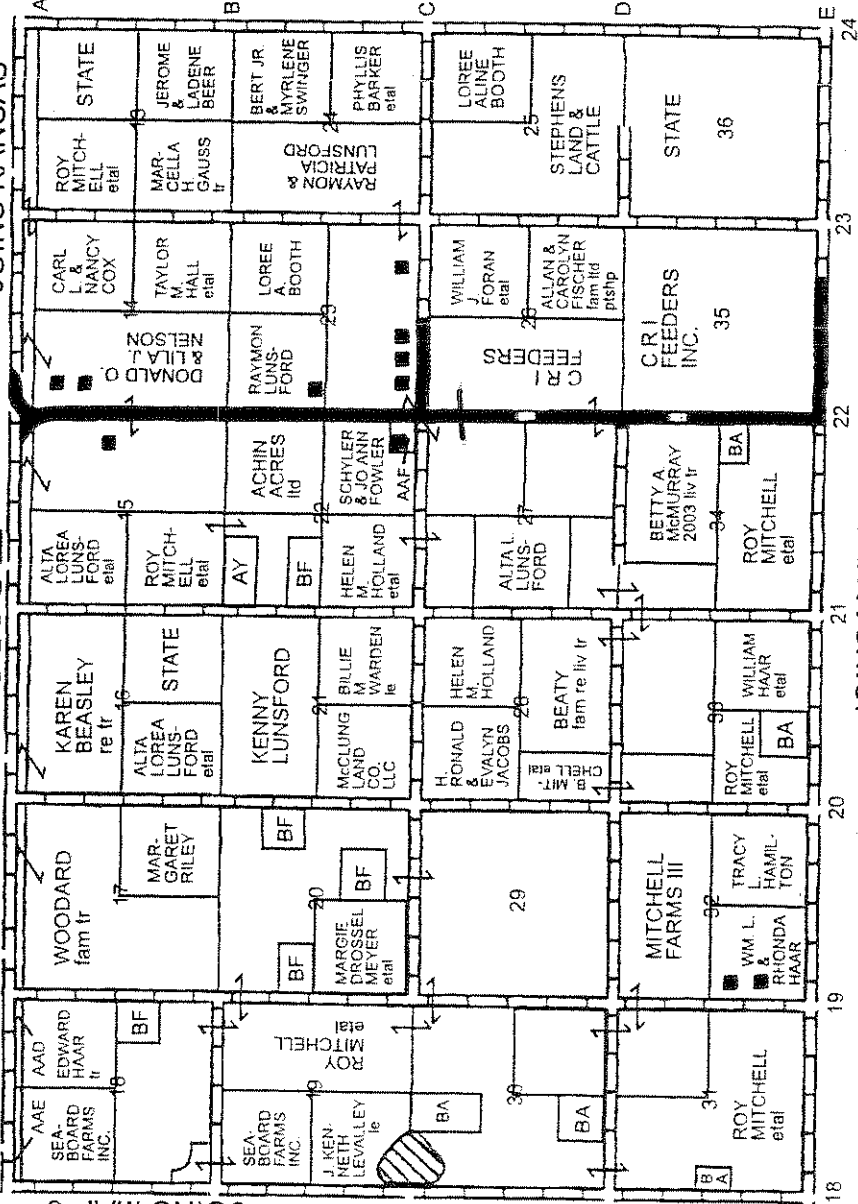 JOINS KANSAS
A
AAE
AAD
SEA-
BOARD
FARMS
INC.
EDWARD
HAAR
tr
18
BF
WOODARD
fam tr
17
MAR-
GARET
RILEY
KAREN
BEASLEY
re tr
16
ALTA
LOREA
LUNS-
FORD
etal
STATE
ALTA
LOREA
LUNS-
FORD
etal
15
ROY
MITCH-
ELL
etal
DONALD O.
& LILA J.
NELSON
14
CARL
L. &
NANCY
COX
TAYLOR
M.
HALL
etal
ROY
MITCH-
ELL
etal
STATE
13
MAR-
CELLA
H.
GAUSS
tr
JEROME
&
LADENE
BEER
B
SEA-
BOARD
FARMS
INC.
19
ROY
MITCHELL
etal
J. KEN-
NETH
LEVALLEY
le
BF
BF
20
BF
MARGIE
DROSSEL
MEYER
etal
KENNY
LUNSFORD
21
McCLUNG
LAND
CO.
LLC
BILLIE
M
WARDEN
le
AY
BF
ACHIN
ACRES
ltd
22
HELEN
M.
HOLLAND
etal
SCHYLER
& JO ANN
FOWLER
AAF
RAYMON
LUNS-
FORD
LOREE
A.
BOOTH
23
RAYMON &
PATRICIA
LUNSFORD
BERT JR.
&
MYRLENE
SWINGER
24
PHYLLIS
BARKER
etal
C
BA
30
BA
29
H.
RONALD
&
EVALYN
JACOBS
HELEN
M.
HOLLAND
28
B. MIT-
CHELL etal
BEATY
fam re liv tr
27
ALTA L.
LUNS-
FORD
CRI
FEEDERS
26
WILLIAM
J.
FORAN
etal
ALLAN &
CAROLYN
FISCHER
fam ltd
ptshp
LOREE
ALINE
BOOTH
25
STEPHENS
LAND &
CATTLE
D
31
BA
ROY
MITCHELL
etal
MITCHELL
FARMS III
32
WM. L.
&
RHONDA
HAAR
TRACY
L.
HAMIL-
TON
33
ROY
MITCHELL
etal
BA
WILLIAM
HAAR
etal
BETTY A.
McMURRAY
2003 liv tr
34
BA
ROY
MITCHELL
etal
CRI
FEEDERS
INC.
35
STATE
36
E
18
19
20
21
22
23
24